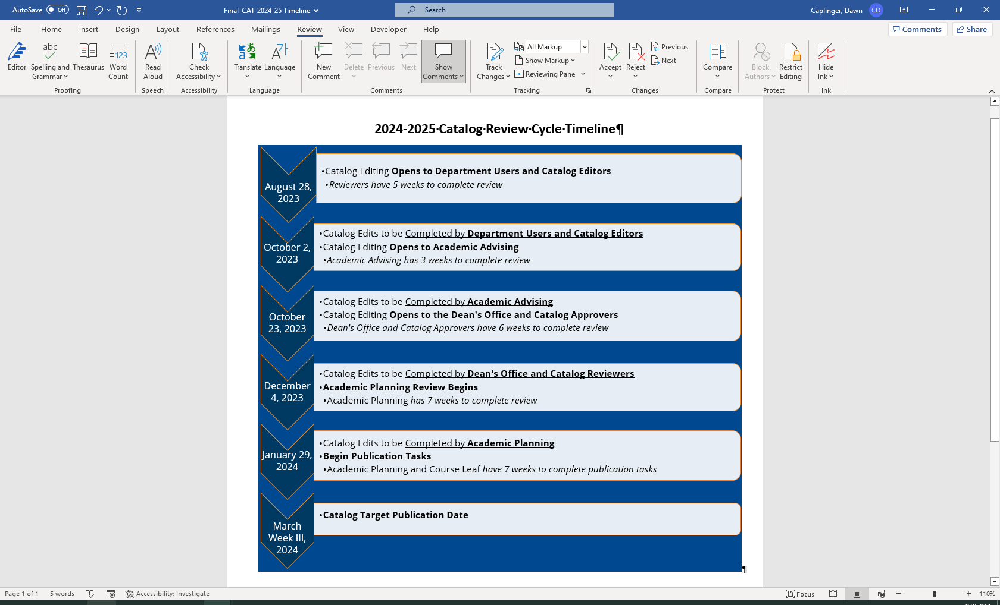 AutoSave Off
Final_CAT_2024-25 Timeline
Search
Caplinger, Dawn CD
File Home Insert Design Layout References Mailings Review View Developer Help
Comments Share
Editor
Spelling and Grammar
Thesaurus
Word Count
Proofing
Read Aloud
Speech
Check Accessibility
Accessibility
Translate
Language
Language
New Comment
Delete
Previous
Next
Show Comments
Comments
Track Changes
All Markup
Show Markup
Reviewing Pane
Tracking
Accept
Reject
Previous
Next
Changes
Compare
Compare
Block Authors
Restrict Editing
Protect
Hide Ink
Ink
2024-2025·Catalog·Review·Cycle·Timeline¶
August 28,
2023
•Catalog Editing Opens to Department Users and Catalog Editors
•Reviewers have 5 weeks to complete review
October 2,
2023
•Catalog Edits to be Completed by Department Users and Catalog Editors
•Catalog Editing Opens to Academic Advising
•Academic Advising has 3 weeks to complete review
October
23, 2023
•Catalog Edits to be Completed by Academic Advising
•Catalog Editing Opens to the Dean's Office and Catalog Approvers
•Dean's Office and Catalog Approvers have 6 weeks to complete review
December
4, 2023
•Catalog Edits to be Completed by Dean's Office and Catalog Reviewers
•Academic Planning Review Begins
•Academic Planning has 7 weeks to complete review
January 29,
2024
•Catalog Edits to be Completed by Academic Planning
•Begin Publication Tasks
•Academic Planning and Course Leaf have 7 weeks to complete publication tasks
March
Week III,
2024
•Catalog Target Publication Date
¶
Page 1 of 1 5 words Accessibility: Investigate Focus 110%